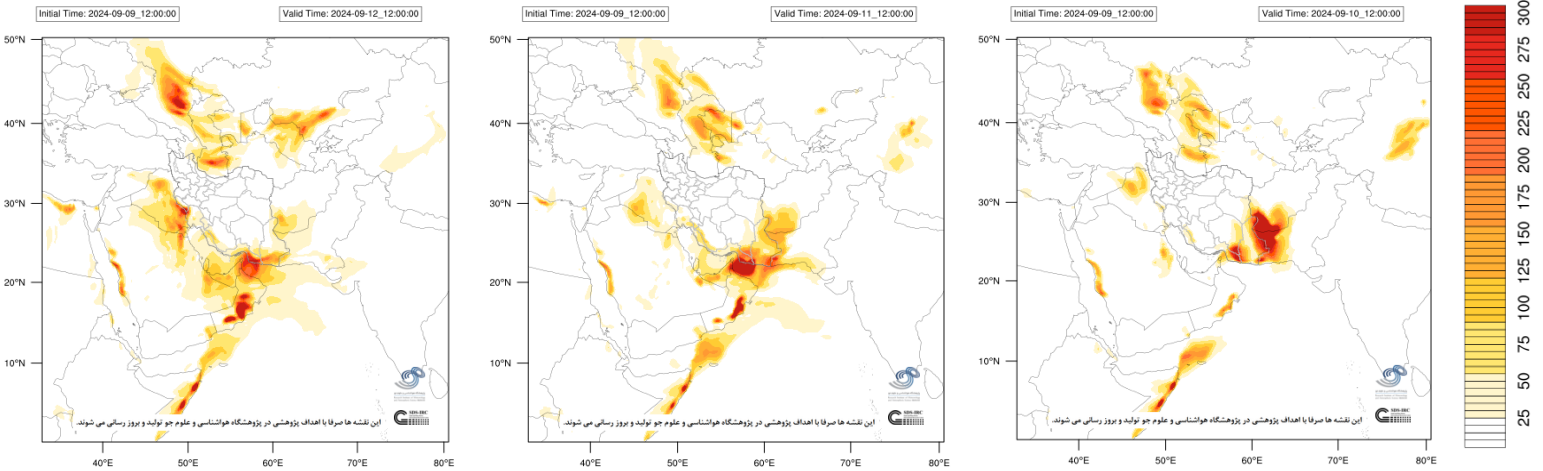 Initial Time: 2024-09-09_12:00:00
Valid Time: 2024-09-12_12:00:00
50°N
40°N
30°N
20°N
10°N
40°E
50°E
60°E
70°E
80°E
SDS-IRC
این نقشه ها صرفا با اهداف پژوهشی در پژوهشگاه هواشناسی و علوم جو تولید و بروز رسانی می شوند.
Initial Time: 2024-09-09_12:00:00
Valid Time: 2024-09-11_12:00:00
50°N
40°N
30°N
20°N
10°N
40°E
50°E
60°E
70°E
80°E
SDS-IRC
این نقشه ها صرفا با اهداف پژوهشی در پژوهشگاه هواشناسی و علوم جو تولید و بروز رسانی می شوند.
Initial Time: 2024-09-09_12:00:00
Valid Time: 2024-09-10_12:00:00
50°N
40°N
30°N
20°N
10°N
40°E
50°E
60°E
70°E
80°E
SDS-IRC
این نقشه ها صرفا با اهداف پژوهشی در پژوهشگاه هواشناسی و علوم جو تولید و بروز رسانی می شوند.
300
275
250
225
200
175
150
125
100
75
50
25